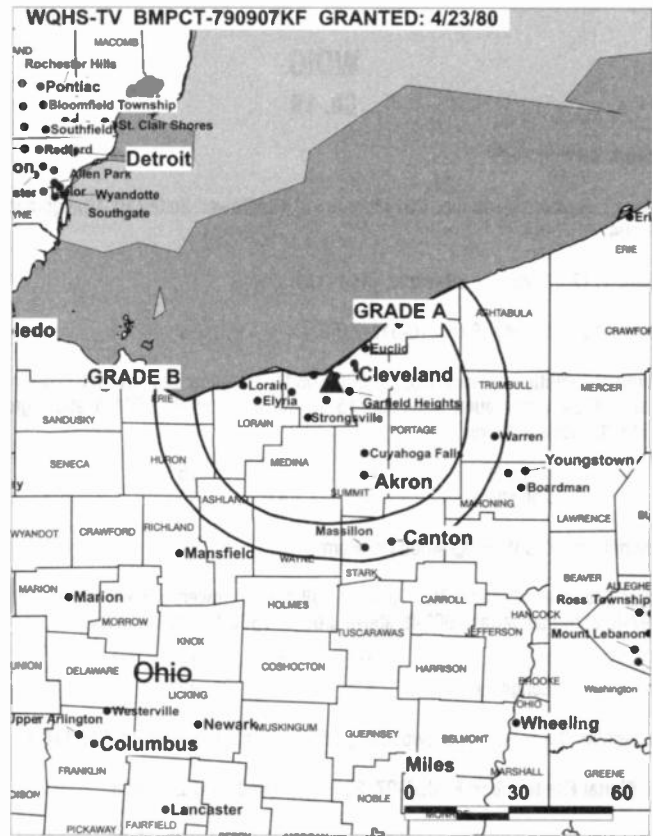 WQHS-TV BMPCT-790907KF GRANTED: 4/23/80
MACOMB
Rochester Hills
Pontiac
Bloomfield Township
Southfield
St. Clair Shores
Redford
Detroit
Allen Park
Wyandotte
Southgate
Eri
ERIE
GRADE A
ASHTABULA
CRAWFOR
ledo
Euclid
GRADE B
Cleveland
ERIE
Lorain
Elyria
Garfield Heights
TRUMBULL
MERCER
SANDUSKY
LORAIN
Strongsville
PORTAGE
Warren
SENECA
HURON
MEDINA
Cuyahoga Falls
Youngstown
Akron
SUMMIT
Boardman
ASHLAND
MAHONING
LAWRENCE
WYANDOT
CRAWFORD
RICHLAND
Massillon
Canton
Mansfield
WAYNE
STARK
BEAVER
MARION
Marion
HOLMES
CARROLL
HANCOCK
ALLEGHE
Ross Township
MORROW
KNOX
TUSCARAWAS
JEFFERSON
Mount Lebanon
UNION
DELAWARE
Ohio
COSHOCTON
HARRISON
BROOKE
Washington
LICKING
OHIO
Westerville
Newark
MUSKINGUM
GUERNSEY
BELMONT
Wheeling
Upper Arlington
Columbus
FRANKLIN
Miles
MARSHALL
GREENE
NOBLE
0 30 60
MONR
Lancaster
PICKAWAY
FAIRFIELD